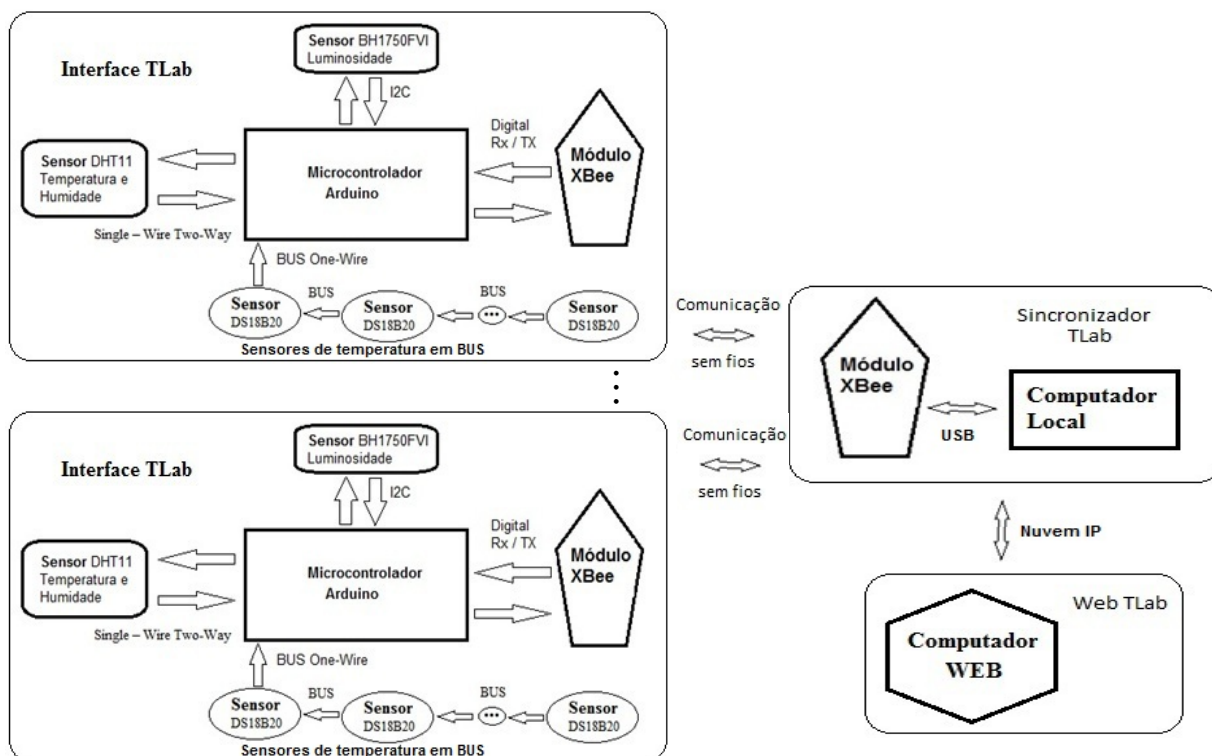 Interface TLab
Sensor BH1750FVI
Luminosidade
I2C
Sensor DHT11
Temperatura e
Humidade
Single – Wire Two-Way
Microcontrolador
Arduino
Digital
Rx / TX
Módulo
XBee
BUS One-Wire
Sensor
DS18B20
BUS
Sensor
DS18B20
BUS
•••
Sensor
DS18B20
Sensores de temperatura em BUS
Interface TLab
Sensor BH1750FVI
Luminosidade
I2C
Sensor DHT11
Temperatura e
Humidade
Single – Wire Two-Way
Microcontrolador
Arduino
Digital
Rx / TX
Módulo
XBee
BUS One-Wire
Sensor
DS18B20
BUS
Sensor
DS18B20
BUS
•••
Sensor
DS18B20
Sensores de temperatura em BUS
Comunicação
sem fios
Comunicação
sem fios
Sincronizador
TLab
Módulo
XBee
USB
Computador
Local
Nuvem IP
Web TLab
Computador
WEB